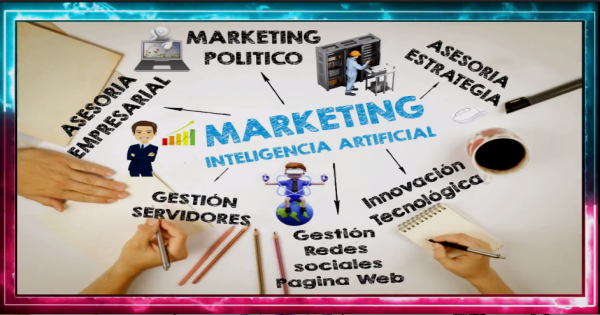 MARKETING
POLITICO
ASESORIA
ESTRATEGIA
ASESORIA
EMPRESARIAL
MARKETING
INTELIGENCIA ARTIFICIAL
GESTIÓN
SERVIDORES
Innovación
Tecnológica
Gestión
Redes
sociales
Pagina Web